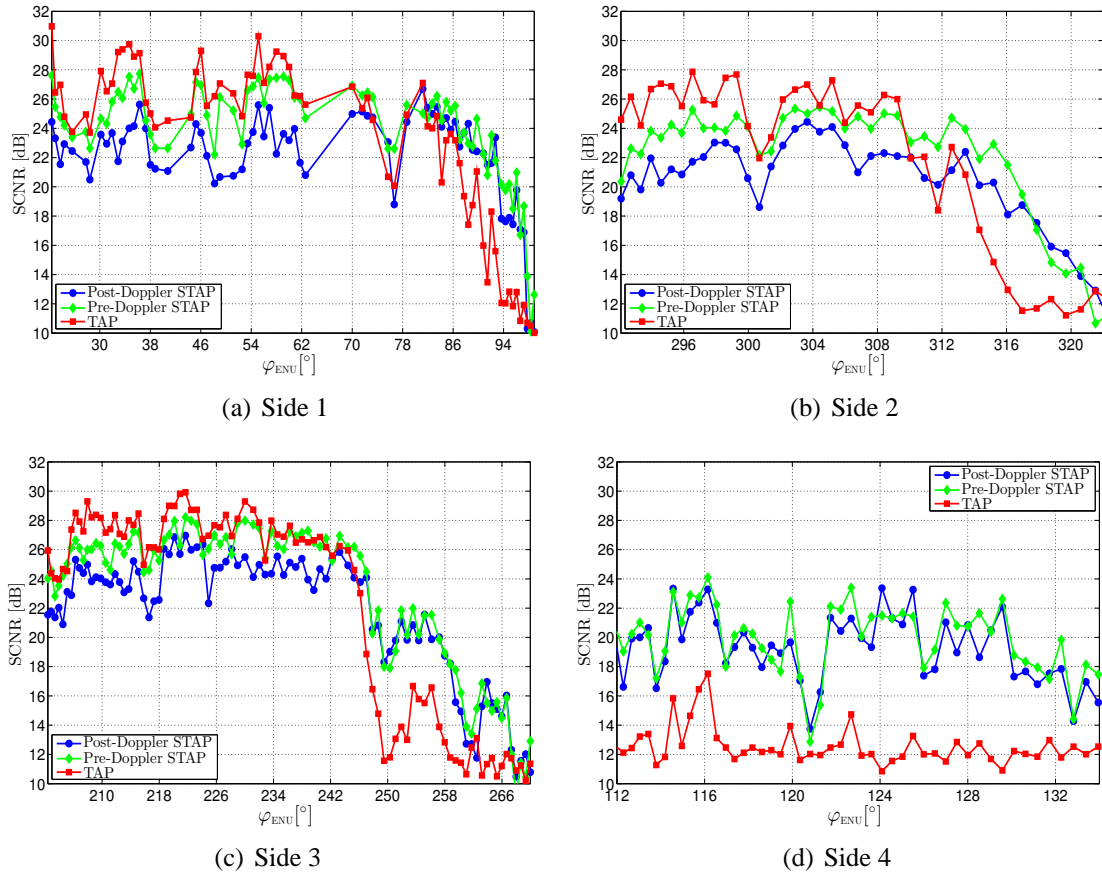 32
30
28
26
24
22
20
18
16
14
12
10
SCNR [dB]
Post-Doppler STAP
Pre-Doppler STAP
TAP
30 38 46 54 62 70 78 86 94
φENU[°]
(a) Side 1
32
30
28
26
24
22
20
18
16
14
12
10
SCNR [dB]
Post-Doppler STAP
Pre-Doppler STAP
TAP
296 300 304 308 312 316 320
φENU[°]
(b) Side 2
32
30
28
26
24
22
20
18
16
14
12
10
SCNR [dB]
Post-Doppler STAP
Pre-Doppler STAP
TAP
210 218 226 234 242 250 258 266
φENU[°]
(c) Side 3
32
30
28
26
24
22
20
18
16
14
12
10
SCNR [dB]
Post-Doppler STAP
Pre-Doppler STAP
TAP
112 116 120 124 128 132
φENU[°]
(d) Side 4